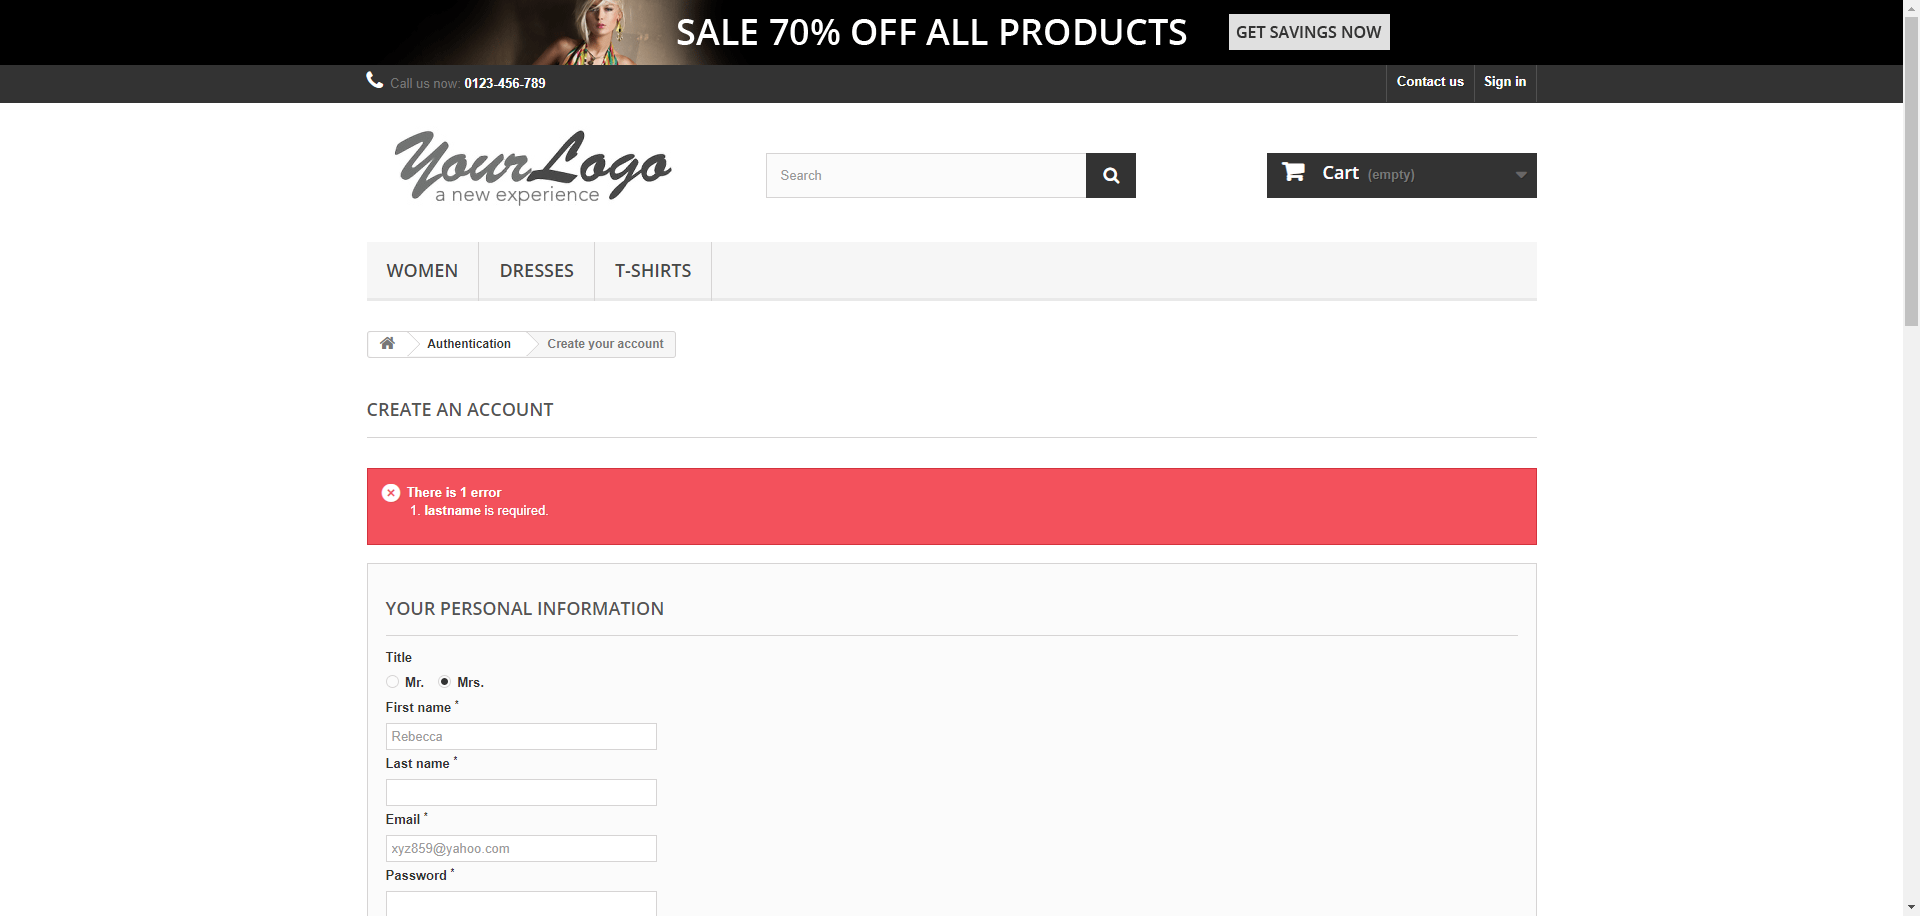 SALE 70% OFF ALL PRODUCTS
GET SAVINGS NOW
Call us now: 0123-456-789
Contact us
Sign in
Your Logo
a new experience
Search
Cart (empty)
WOMEN
DRESSES
T-SHIRTS
Authentication
Create your account
CREATE AN ACCOUNT
There is 1 error
1. lastname is required.
YOUR PERSONAL INFORMATION
Title
Mr.
Mrs.
First name *
Rebecca
Last name *
Email *
xyz859@yahoo.com
Password *